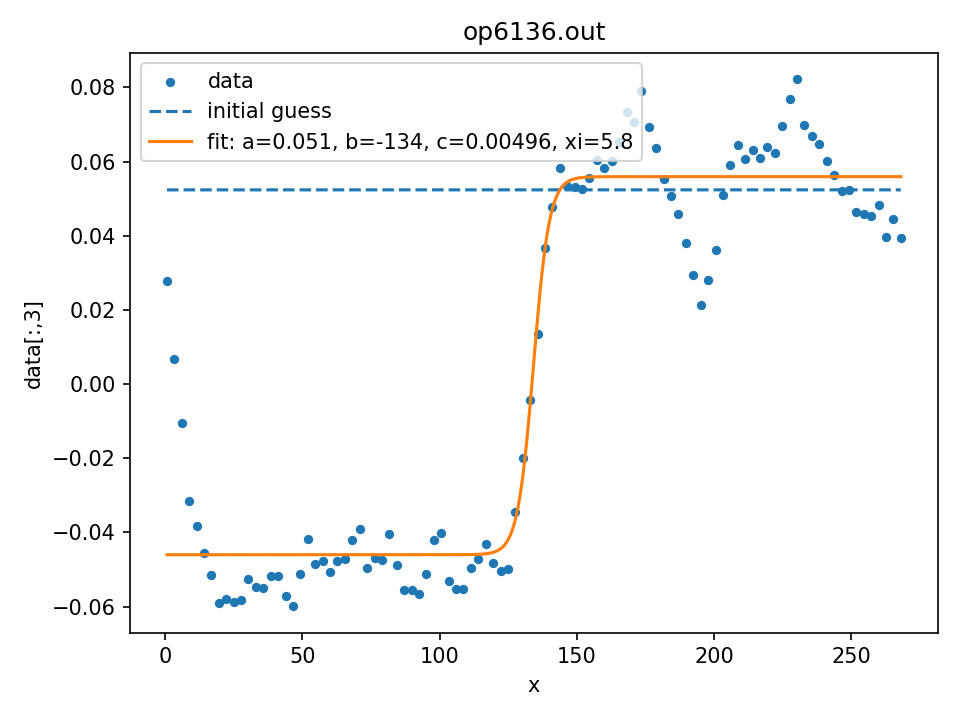 op6136.out
data
initial guess
fit: a=0.051, b=-134, c=0.00496, xi=5.8
0.08
0.06
0.04
0.02
0.00
−0.02
−0.04
−0.06
data[:,3]
0 50 100 150 200 250
x